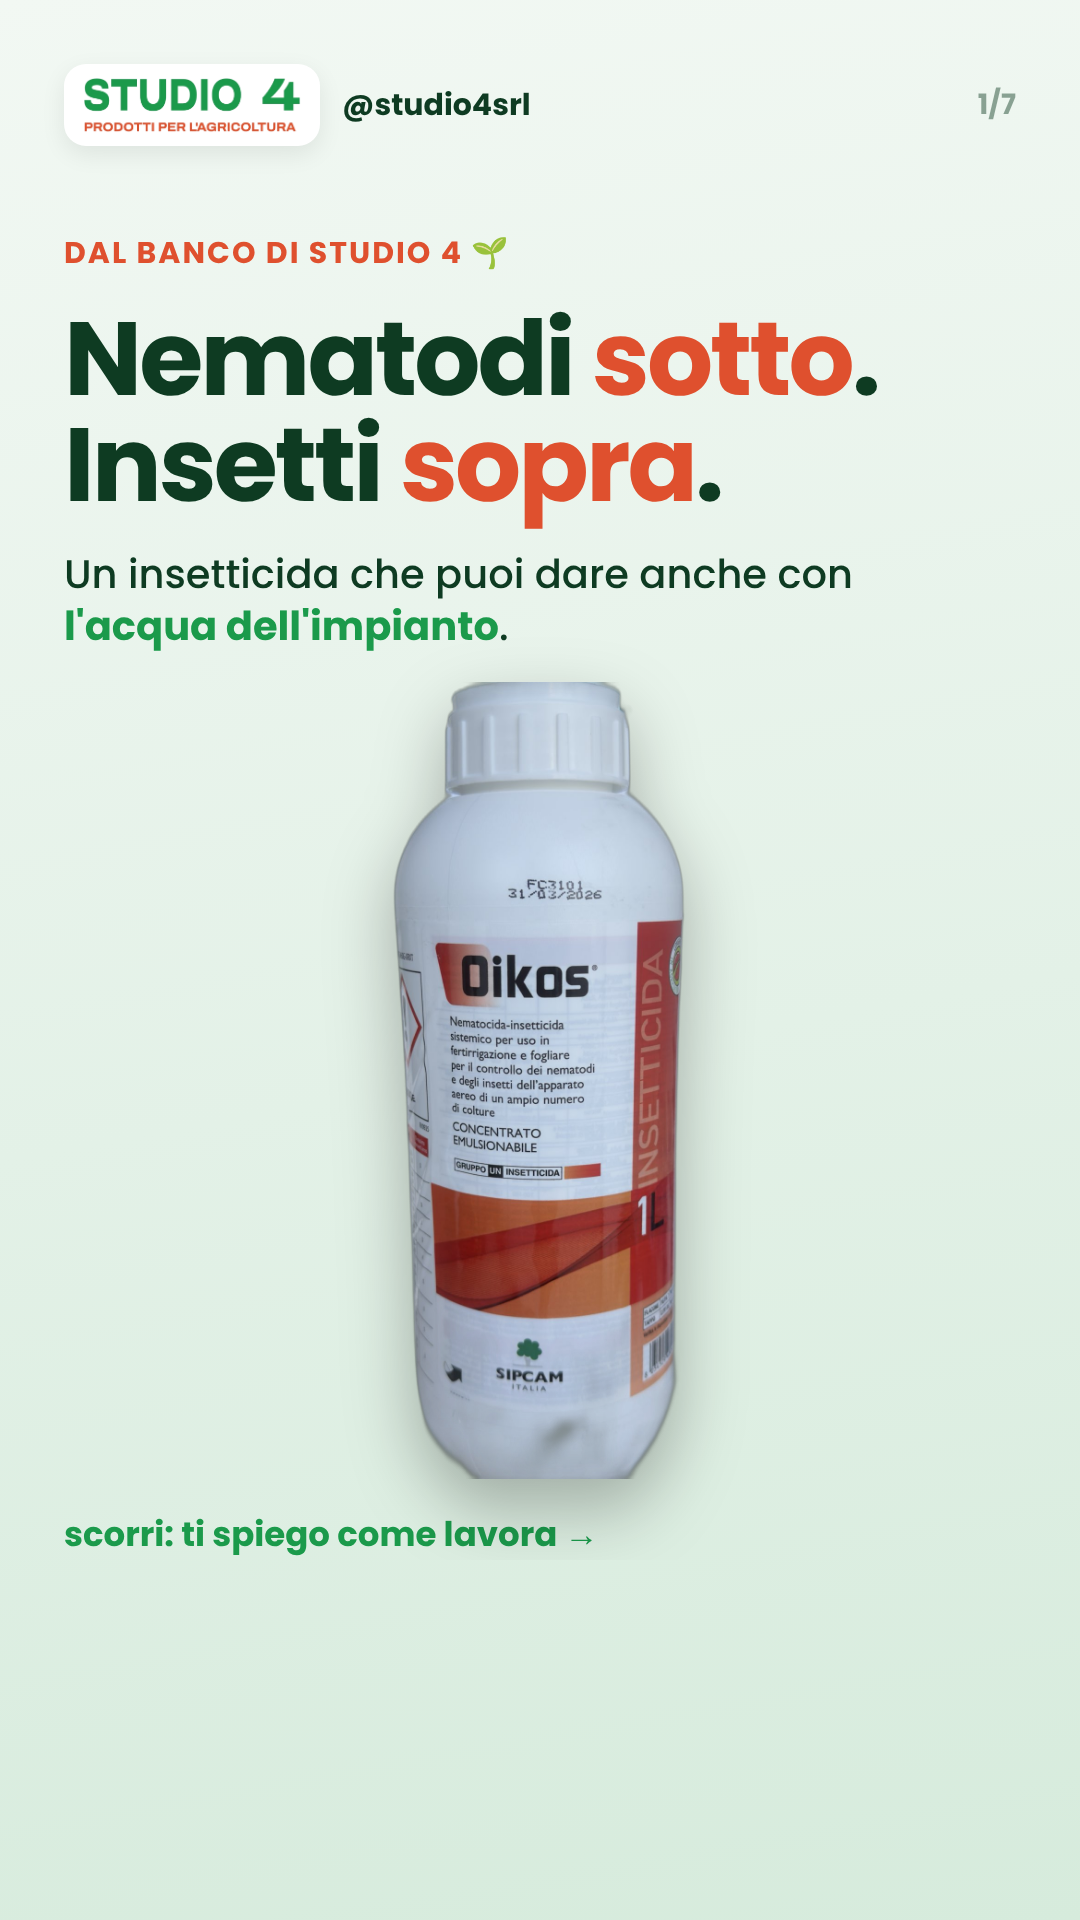 STUDIO 4
PRODOTTI PER L'AGRICOLTURA
@studio4srl
1/7
DAL BANCO DI STUDIO 4
Nematodi sotto.
Insetti sopra.
Un insetticida che puoi dare anche con
l'acqua dell'impianto.
FC3101
31/03/2026
Oikos®
Nematocida-insetticida
sistemico per uso in
fertirrigazione e fogliare
per il controllo dei nematodi
e degli insetti dell'apparato
aereo di un ampio numero
di colture
CONCENTRATO
EMULSIONABILE
GRUPPO UN INSETTICIDA
INSETTICIDA
1L
SIPCAM
ITALIA
scorri: ti spiego come lavora →